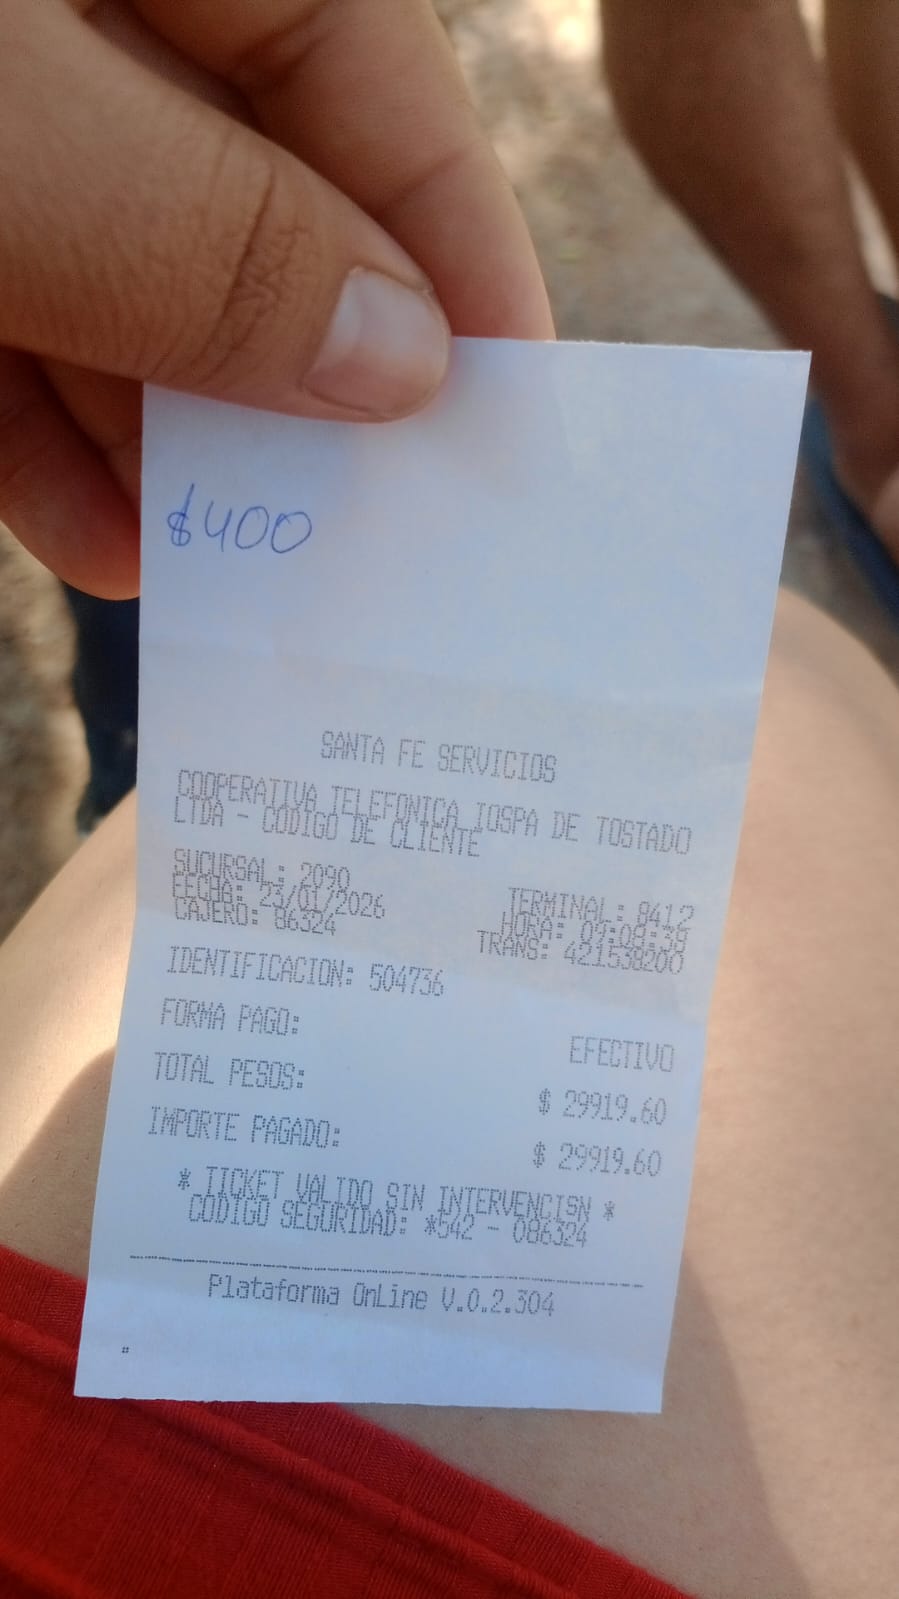 $400
SANTA FE SERVICIOS
COOPERATIVA TELEFONICA IOSPA DE TOSTADO
LTDA - CODIGO DE CLIENTE
SUCURSAL: 2090 TERMINAL: 8412
FECHA: 23/01/2026 HORA: 09:08:38
CAJERO: 86324 TRANS: 421538200
IDENTIFICACION: 504736
FORMA PAGO: EFECTIVO
TOTAL PESOS: $ 29919.60
IMPORTE PAGADO: $ 29919.60
* TICKET VALIDO SIN INTERVENCISN *
CODIGO SEGURIDAD: *542 - 086324
Plataforma OnLine V.0.2.304